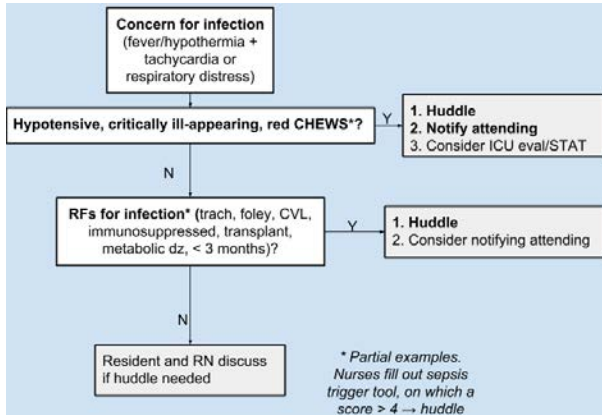 Concern for infection
(fever/hypothermia +
tachycardia or
respiratory distress)
Hypotensive, critically ill-appearing, red CHEWS*?
Y
1. Huddle
2. Notify attending
3. Consider ICU eval/STAT
N
RFs for infection* (trach, foley, CVL,
immunosuppressed, transplant,
metabolic dz, < 3 months)?
Y
1. Huddle
2. Consider notifying attending
N
Resident and RN discuss
if huddle needed
* Partial examples.
Nurses fill out sepsis
trigger tool, on which a
score > 4 → huddle